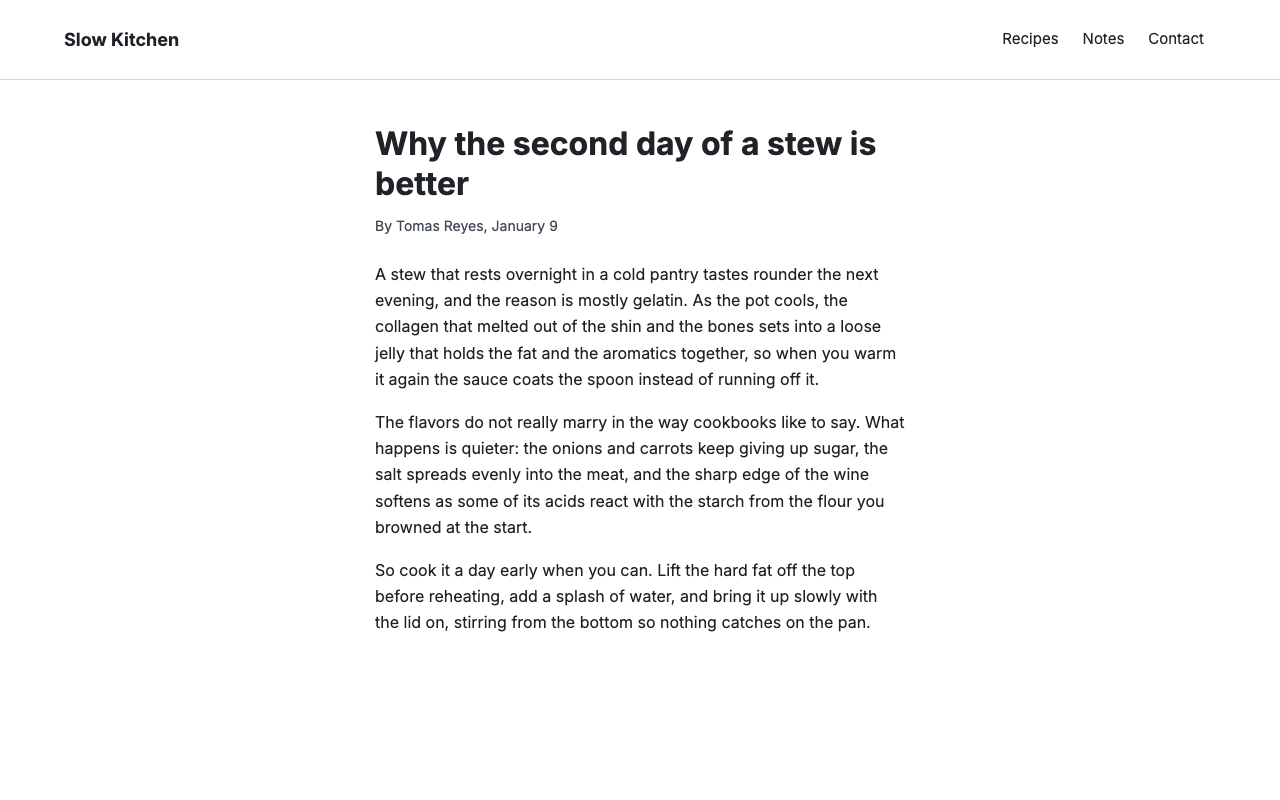 Slow Kitchen
Recipes Notes Contact
Why the second day of a stew is
better
By Tomas Reyes, January 9
A stew that rests overnight in a cold pantry tastes rounder the next
evening, and the reason is mostly gelatin. As the pot cools, the
collagen that melted out of the shin and the bones sets into a loose
jelly that holds the fat and the aromatics together, so when you warm
it again the sauce coats the spoon instead of running off it.
The flavors do not really marry in the way cookbooks like to say. What
happens is quieter: the onions and carrots keep giving up sugar, the
salt spreads evenly into the meat, and the sharp edge of the wine
softens as some of its acids react with the starch from the flour you
browned at the start.
So cook it a day early when you can. Lift the hard fat off the top
before reheating, add a splash of water, and bring it up slowly with
the lid on, stirring from the bottom so nothing catches on the pan.